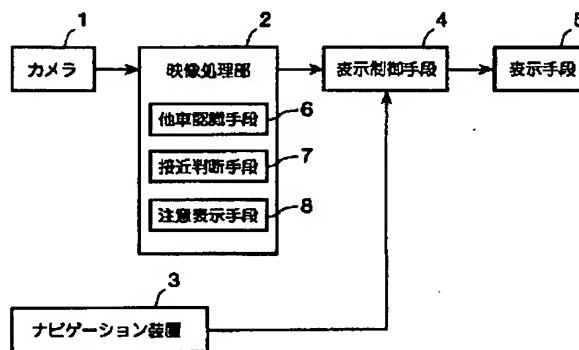 1
カメラ
2
映像処理部
4
表示制御手段
5
表示手段
他車認識手段
6
接近判断手段
7
注意表示手段
8
3
ナビゲーション装置